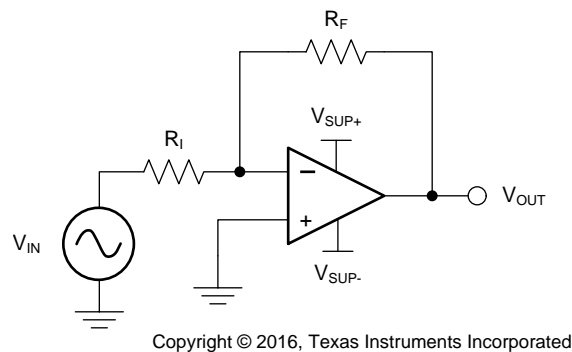 RF
VSUP+
RI
−
+
VOUT
VIN
VSUP-
Copyright © 2016, Texas Instruments Incorporated